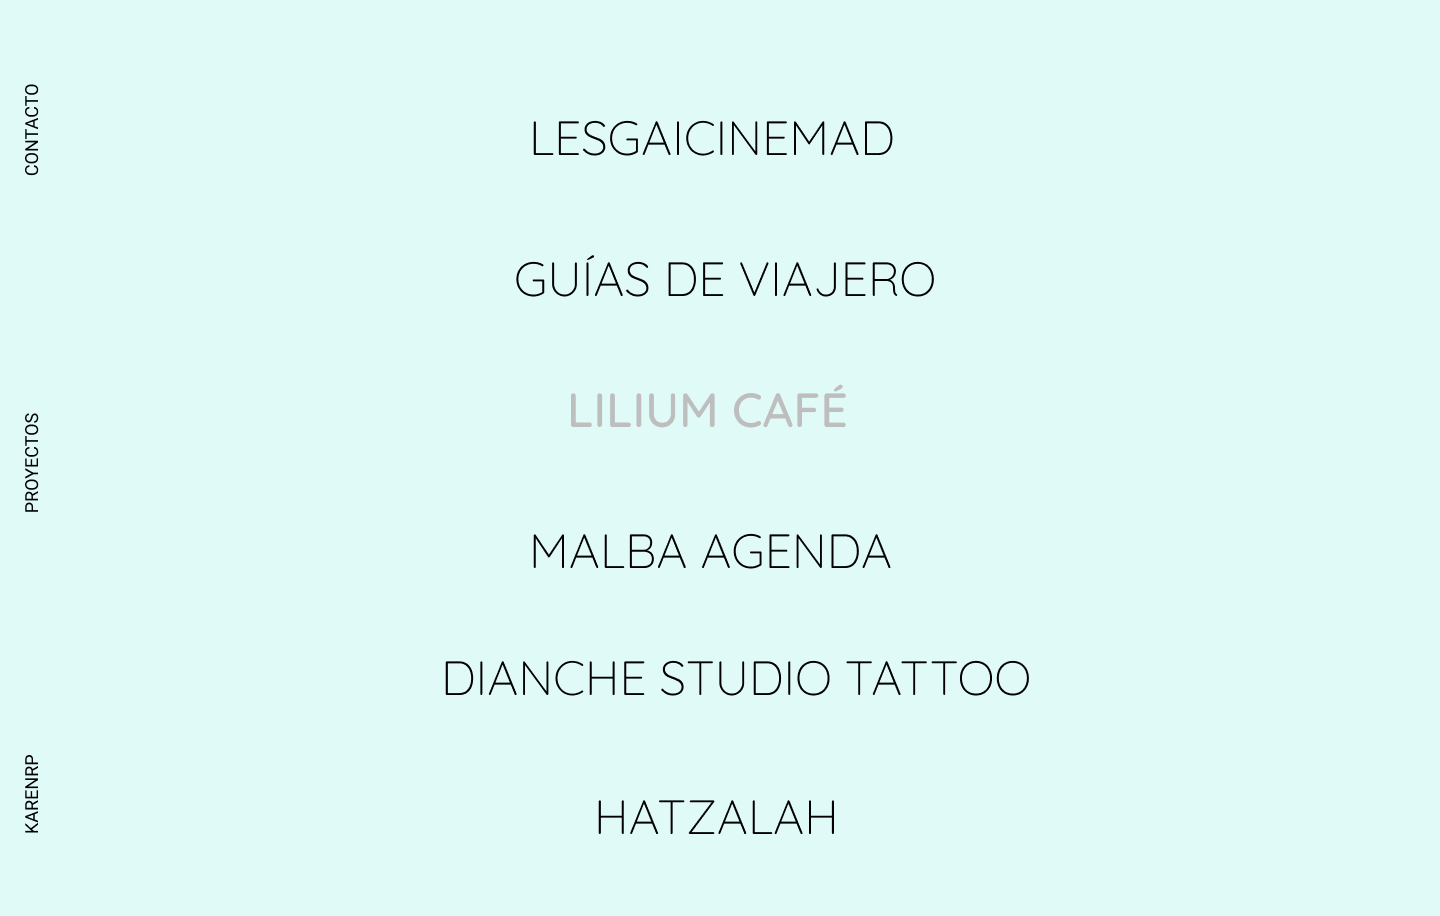 CONTACTO
LESGAICINEMAD
GUÍAS DE VIAJERO
LILIUM CAFÉ
PROYECTOS
MALBA AGENDA
DIANCHE STUDIO TATTOO
KARENRP
HATZALAH